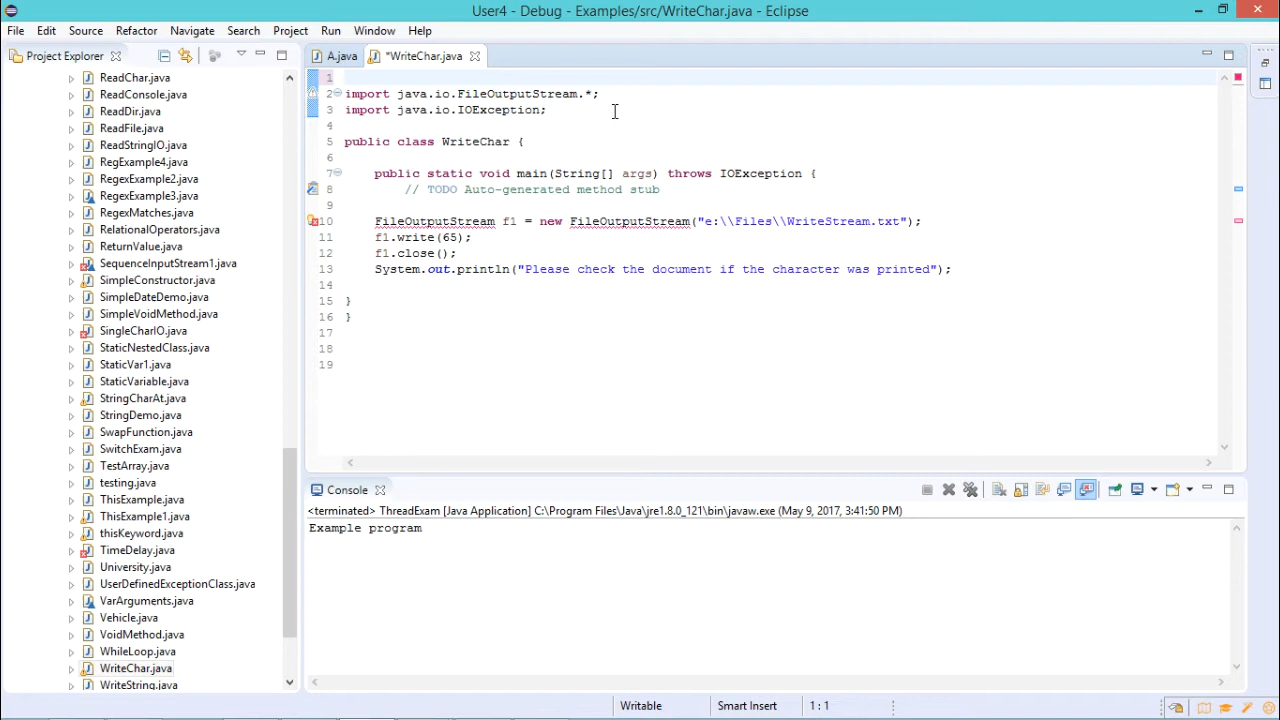 User4 - Debug - Examples/src/WriteChar.java - Eclipse
File Edit Source Refactor Navigate Search Project Run Window Help
Project Explorer
ReadChar.java
ReadConsole.java
ReadDir.java
ReadFile.java
ReadStringIO.java
RegExample4.java
RegexExample2.java
RegexExample3.java
RegexMatches.java
RelationalOperators.java
ReturnValue.java
SequenceInputStream1.java
SimpleConstructor.java
SimpleDateDemo.java
SimpleVoidMethod.java
SingleCharIO.java
StaticNestedClass.java
StaticVar1.java
StaticVariable.java
StringCharAt.java
StringDemo.java
SwapFunction.java
SwitchExam.java
TestArray.java
testing.java
ThisExample.java
ThisExample1.java
thisKeyword.java
TimeDelay.java
University.java
UserDefinedExceptionClass.java
VarArguments.java
Vehicle.java
VoidMethod.java
WhileLoop.java
WriteChar.java
WriteString.java
A.java *WriteChar.java
1
2 import java.io.FileOutputStream.*;
3 import java.io.IOException;
4
5 public class WriteChar {
6
7 public static void main(String[] args) throws IOException {
8 // TODO Auto-generated method stub
9
10 FileOutputStream f1 = new FileOutputStream("e:\\Files\\WriteStream.txt");
11 f1.write(65);
12 f1.close();
13 System.out.println("Please check the document if the character was printed");
14
15 }
16 }
17
18
19
Console
<terminated> ThreadExam [Java Application] C:\Program Files\Java\jre1.8.0_121\bin\javaw.exe (May 9, 2017, 3:41:50 PM)
Example program
Writable Smart Insert 1 : 1